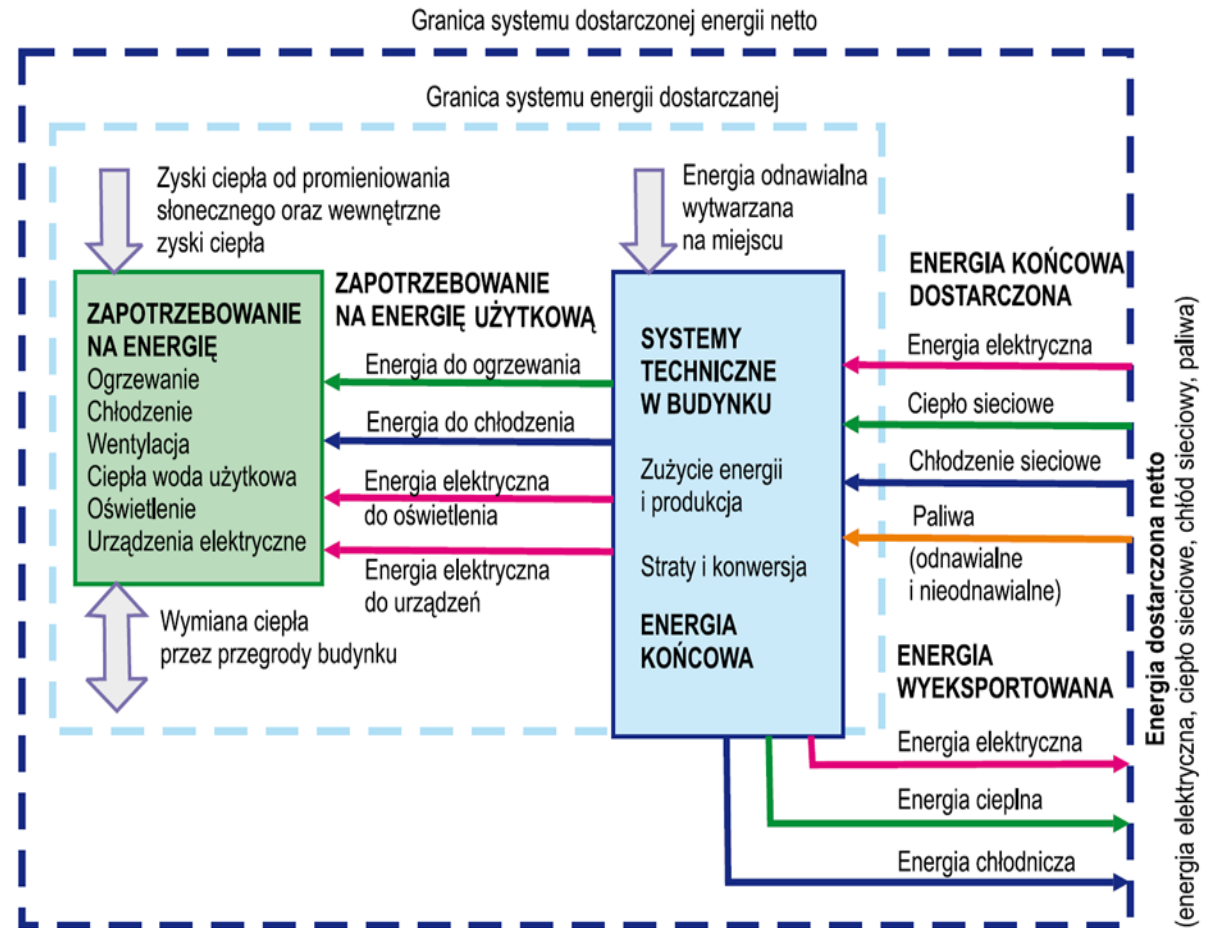 Granica systemu dostarczonej energii netto
Granica systemu energii dostarczanej
Zyski ciepła od promieniowania
słonecznego oraz wewnętrzne
zyski ciepła
Energia odnawialna
wytwarzana
na miejscu
ZAPOTRZEBOWANIE
NA ENERGIĘ
Ogrzewanie
Chłodzenie
Wentylacja
Ciepła woda użytkowa
Oświetlenie
Urządzenia elektryczne
ZAPOTRZEBOWANIE
NA ENERGIĘ UŻYTKOWĄ
Energia do ogrzewania
Energia do chłodzenia
Energia elektryczna
do oświetlenia
Energia elektryczna
do urządzeń
Wymiana ciepła
przez przegrody budynku
SYSTEMY
TECHNICZNE
W BUDYNKU
Zużycie energii
i produkcja
Straty i konwersja
ENERGIA
KOŃCOWA
ENERGIA KOŃCOWA
DOSTARCZONA
Energia elektryczna
Ciepło sieciowe
Chłodzenie sieciowe
Paliwa
(odnawialne
i nieodnawialne)
ENERGIA
WYEKSPORTOWANA
Energia elektryczna
Energia cieplna
Energia chłodnicza
Energia dostarczona netto
(energia elektryczna, ciepło sieciowe, chłód sieciowy, paliwa)